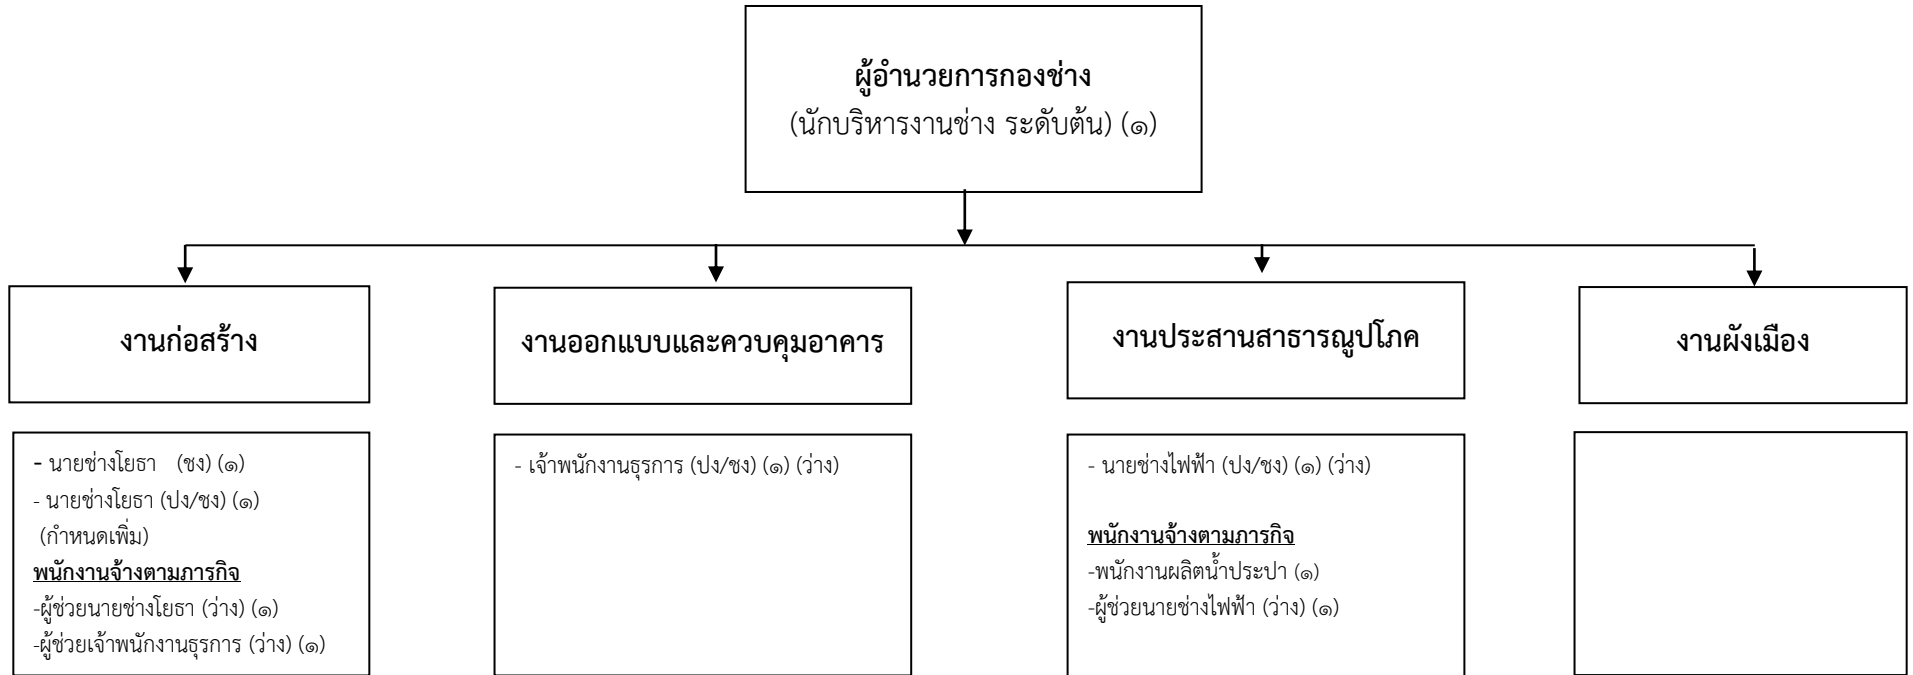 ผู้อำนวยการกองช่าง
(นักบริหารงานช่าง ระดับต้น) (๑)
งานก่อสร้าง
งานออกแบบและควบคุมอาคาร
งานประสานสาธารณูปโภค
งานผังเมือง
- นายช่างโยธา (ชง) (๑)
- นายช่างโยธา (ปง/ชง) (๑)
(กำหนดเพิ่ม)
พนักงานจ้างตามภารกิจ
-ผู้ช่วยนายช่างโยธา (ว่าง) (๑)
-ผู้ช่วยเจ้าพนักงานธุรการ (ว่าง) (๑)
- เจ้าพนักงานธุรการ (ปง/ชง) (๑) (ว่าง)
- นายช่างไฟฟ้า (ปง/ชง) (๑) (ว่าง)
พนักงานจ้างตามภารกิจ
-พนักงานผลิตน้ำประปา (๑)
-ผู้ช่วยนายช่างไฟฟ้า (ว่าง) (๑)